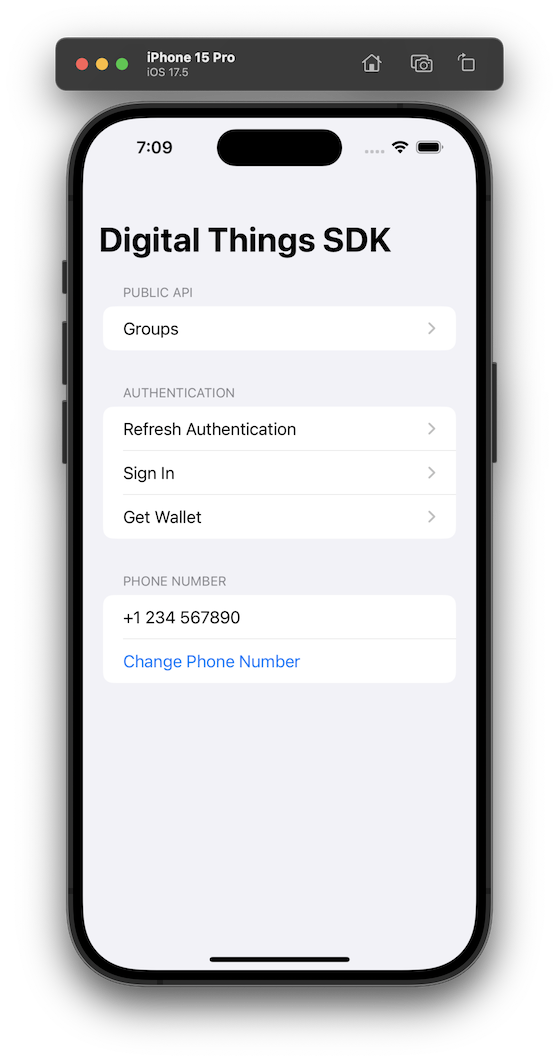 iPhone 15 Pro
iOS 17.5
7:09
Digital Things SDK
PUBLIC API
Groups
AUTHENTICATION
Refresh Authentication
Sign In
Get Wallet
PHONE NUMBER
+1 234 567890
Change Phone Number